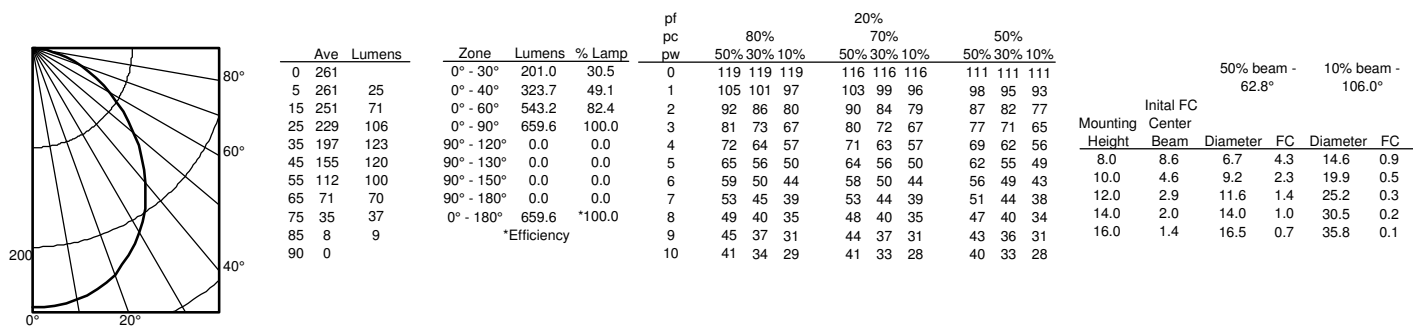 80°
60°
40°
200
0° 20°
Ave Lumens
0 261
5 261 25
15 251 71
25 229 106
35 197 123
45 155 120
55 112 100
65 71 70
75 35 37
85 8 9
90 0
Zone Lumens % Lamp
0° - 30° 201.0 30.5
0° - 40° 323.7 49.1
0° - 60° 543.2 82.4
0° - 90° 659.6 100.0
90° - 120° 0.0 0.0
90° - 130° 0.0 0.0
90° - 150° 0.0 0.0
90° - 180° 0.0 0.0
0° - 180° 659.6 *100.0
*Efficiency
pf 20%
pc 80% 70% 50%
pw 50% 30% 10% 50% 30% 10% 50% 30% 10%
0 119 119 119 116 116 116 111 111 111
1 105 101 97 103 99 96 98 95 93
2 92 86 80 90 84 79 87 82 77
3 81 73 67 80 72 67 77 71 65
4 72 64 57 71 63 57 69 62 56
5 65 56 50 64 56 50 62 55 49
6 59 50 44 58 50 44 56 49 43
7 53 45 39 53 44 39 51 44 38
8 49 40 35 48 40 35 47 40 34
9 45 37 31 44 37 31 43 36 31
10 41 34 29 41 33 28 40 33 28
50% beam - 10% beam -
62.8° 106.0°
Inital FC
Mounting Center
Height Beam Diameter FC Diameter FC
8.0 8.6 6.7 4.3 14.6 0.9
10.0 4.6 9.2 2.3 19.9 0.5
12.0 2.9 11.6 1.4 25.2 0.3
14.0 2.0 14.0 1.0 30.5 0.2
16.0 1.4 16.5 0.7 35.8 0.1